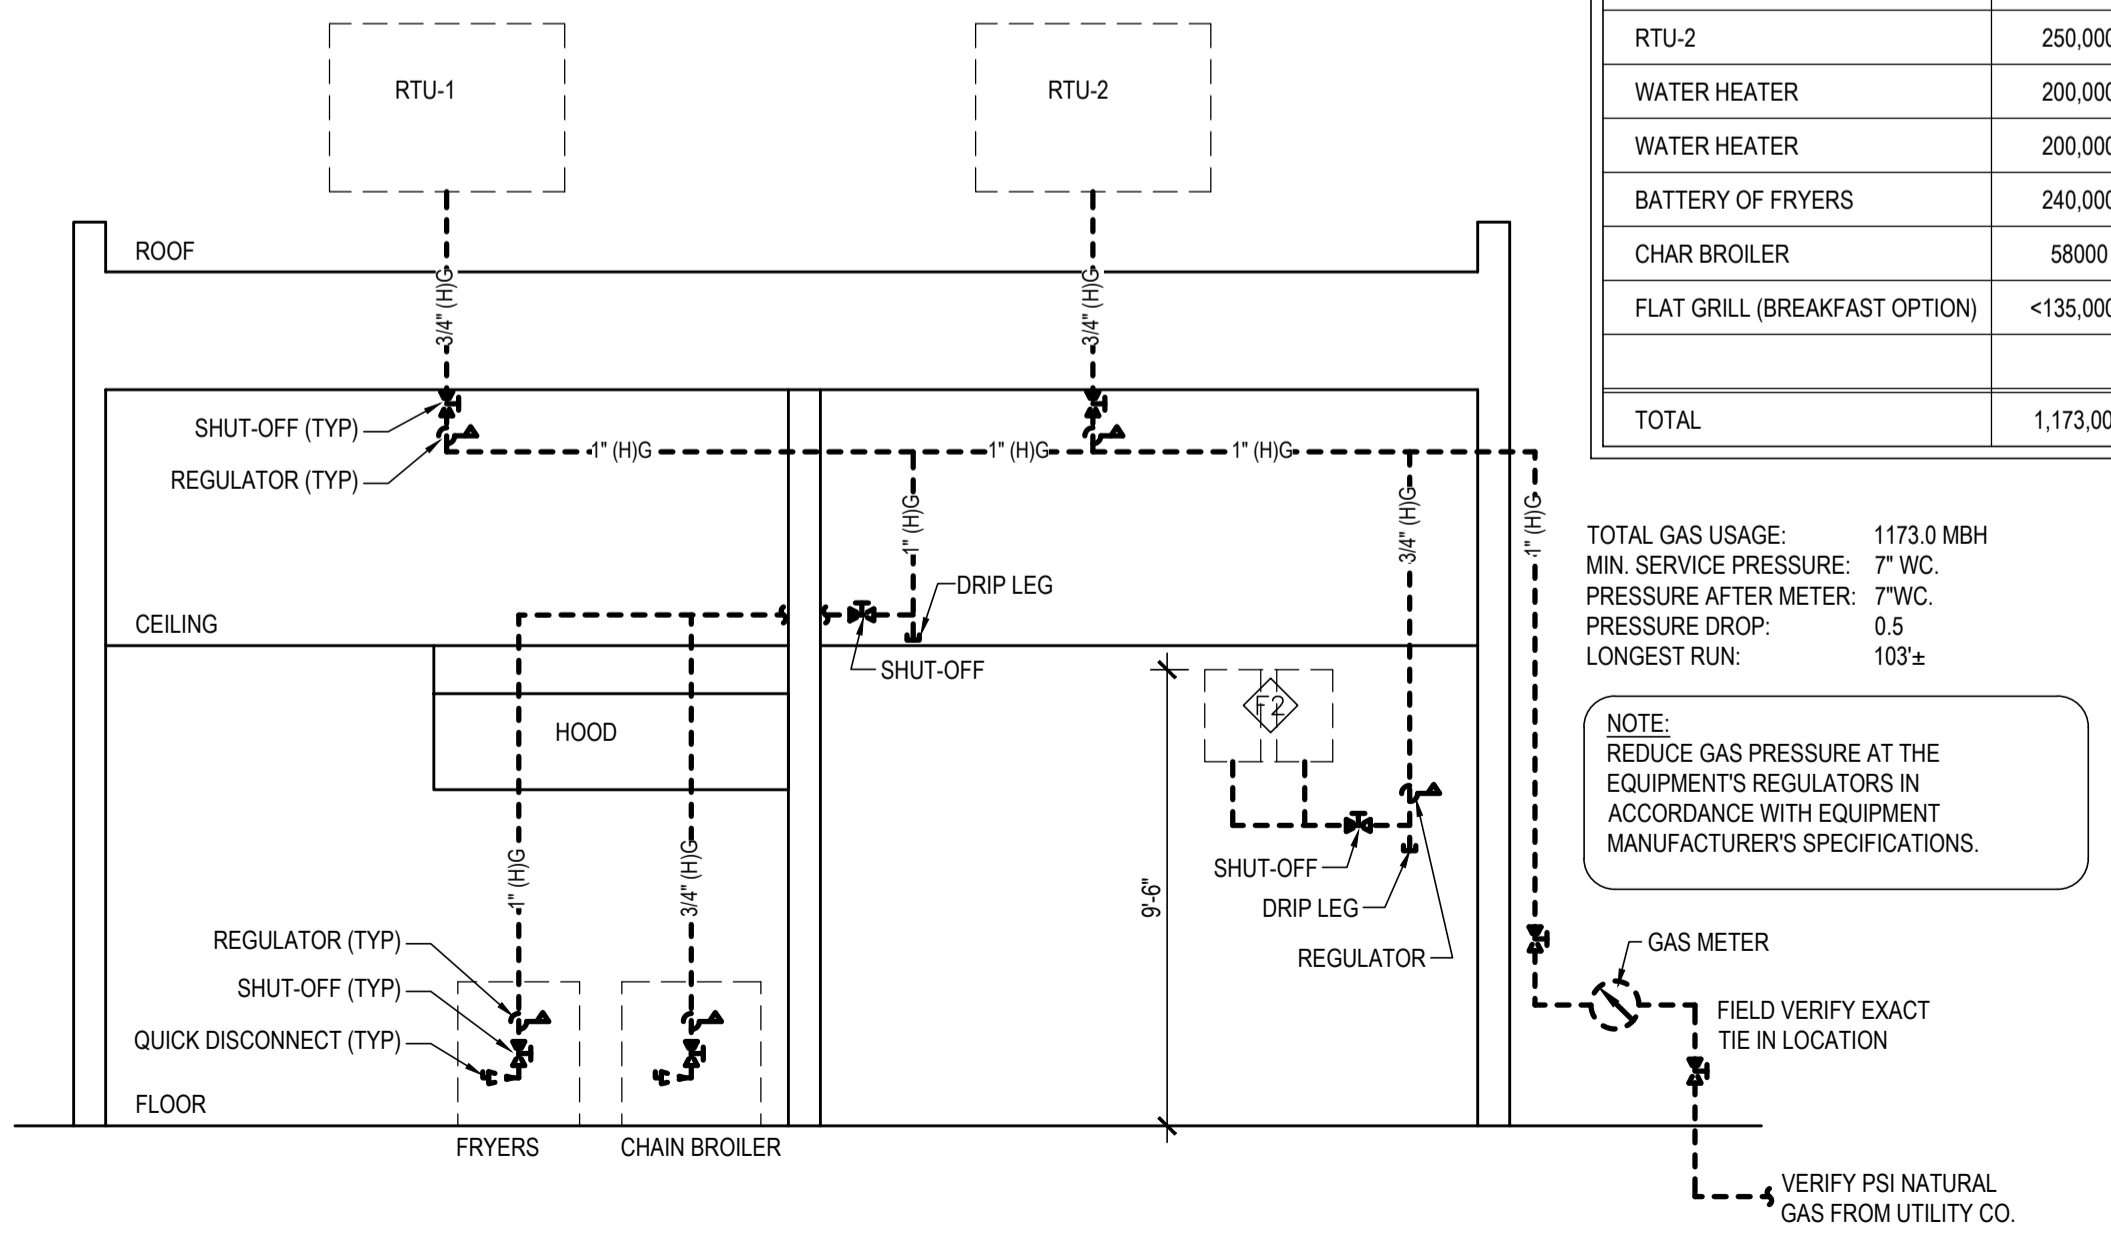 RTU-1
RTU-2
ROOF
3/4" (H)G
3/4" (H)G
SHUT-OFF (TYP)
REGULATOR (TYP)
1" (H)G
1" (H)G
1" (H)G
1" (H)G
3/4" (H)G
1" (H)G
DRIP LEG
CEILING
SHUT-OFF
HOOD
F2
1" (H)G
3/4" (H)G
9'-6"
SHUT-OFF
DRIP LEG
REGULATOR
REGULATOR (TYP)
SHUT-OFF (TYP)
QUICK DISCONNECT (TYP)
FLOOR
FRYERS
CHAIN BROILER
RTU-2 250,000
WATER HEATER 200,000
WATER HEATER 200,000
BATTERY OF FRYERS 240,000
CHAR BROILER 58000
FLAT GRILL (BREAKFAST OPTION) <135,000
TOTAL 1,173,00
TOTAL GAS USAGE: 1173.0 MBH
MIN. SERVICE PRESSURE: 7" WC.
PRESSURE AFTER METER: 7"WC.
PRESSURE DROP: 0.5
LONGEST RUN: 103'±
NOTE:
REDUCE GAS PRESSURE AT THE
EQUIPMENT'S REGULATORS IN
ACCORDANCE WITH EQUIPMENT
MANUFACTURER'S SPECIFICATIONS.
GAS METER
FIELD VERIFY EXACT
TIE IN LOCATION
VERIFY PSI NATURAL
GAS FROM UTILITY CO.